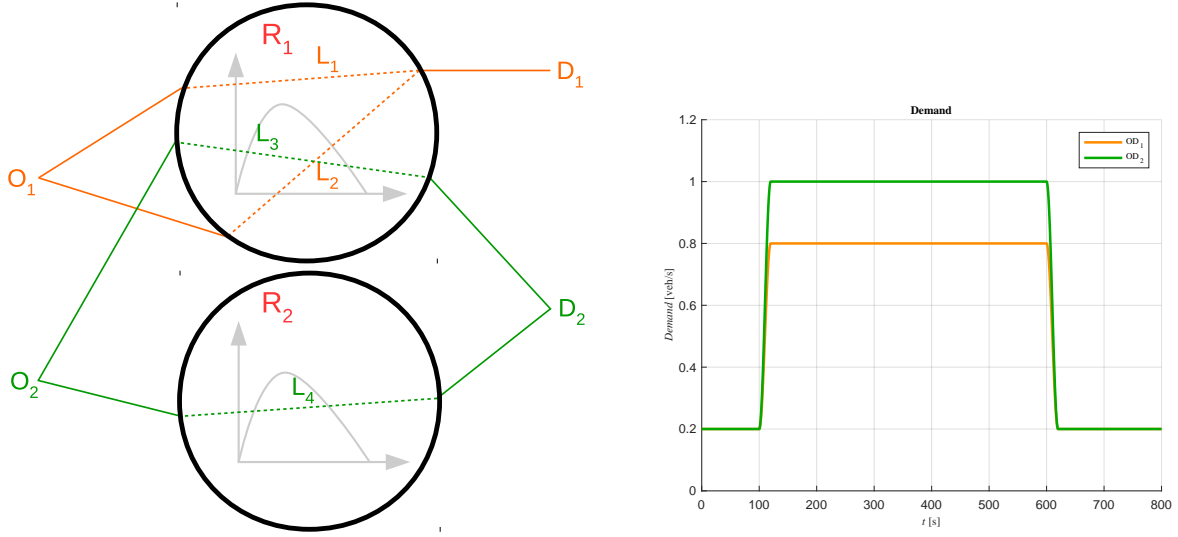 R1
L1
D1
L3
L2
O1
R2
D2
L4
O2
Demand
OD1
OD2
1.2
1
0.8
0.6
0.4
0.2
0
Demand [veh/s]
0 100 200 300 400 500 600 700 800
t [s]